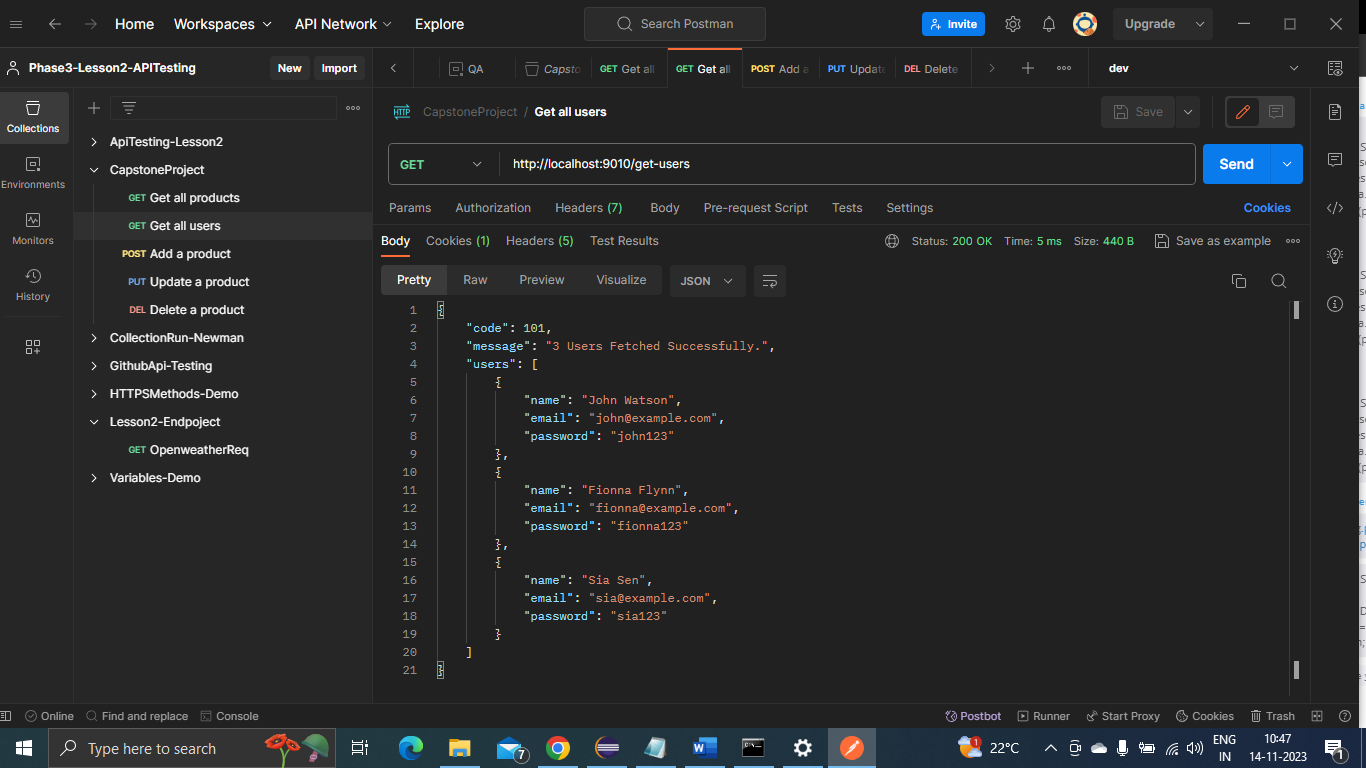 Home Workspaces API Network Explore Search Postman Invite Upgrade
Phase3-Lesson2-APITesting New Import QA Capsto GET Get all GET Get all POST Add a PUT Update DEL Delete dev
Collections
Environments
Monitors
History
ApiTesting-Lesson2
CapstoneProject
GET Get all products
GET Get all users
POST Add a product
PUT Update a product
DEL Delete a product
CollectionRun-Newman
GithubApi-Testing
HTTPSMethods-Demo
Lesson2-Endpoject
GET OpenweatherReq
Variables-Demo
HTTP CapstoneProject / Get all users Save
GET http://localhost:9010/get-users Send
Params Authorization Headers (7) Body Pre-request Script Tests Settings Cookies
Body Cookies (1) Headers (5) Test Results Status: 200 OK Time: 5 ms Size: 440 B Save as example
Pretty Raw Preview Visualize JSON
1 {
2 "code": 101,
3 "message": "3 Users Fetched Successfully.",
4 "users": [
5 {
6 "name": "John Watson",
7 "email": "john@example.com",
8 "password": "john123"
9 },
10 {
11 "name": "Fionna Flynn",
12 "email": "fionna@example.com",
13 "password": "fionna123"
14 },
15 {
16 "name": "Sia Sen",
17 "email": "sia@example.com",
18 "password": "sia123"
19 }
20 ]
21 }
Online Find and replace Console Postbot Runner Start Proxy Cookies Trash
Type here to search 7 1 22°C ENG IN 10:47 14-11-2023 1